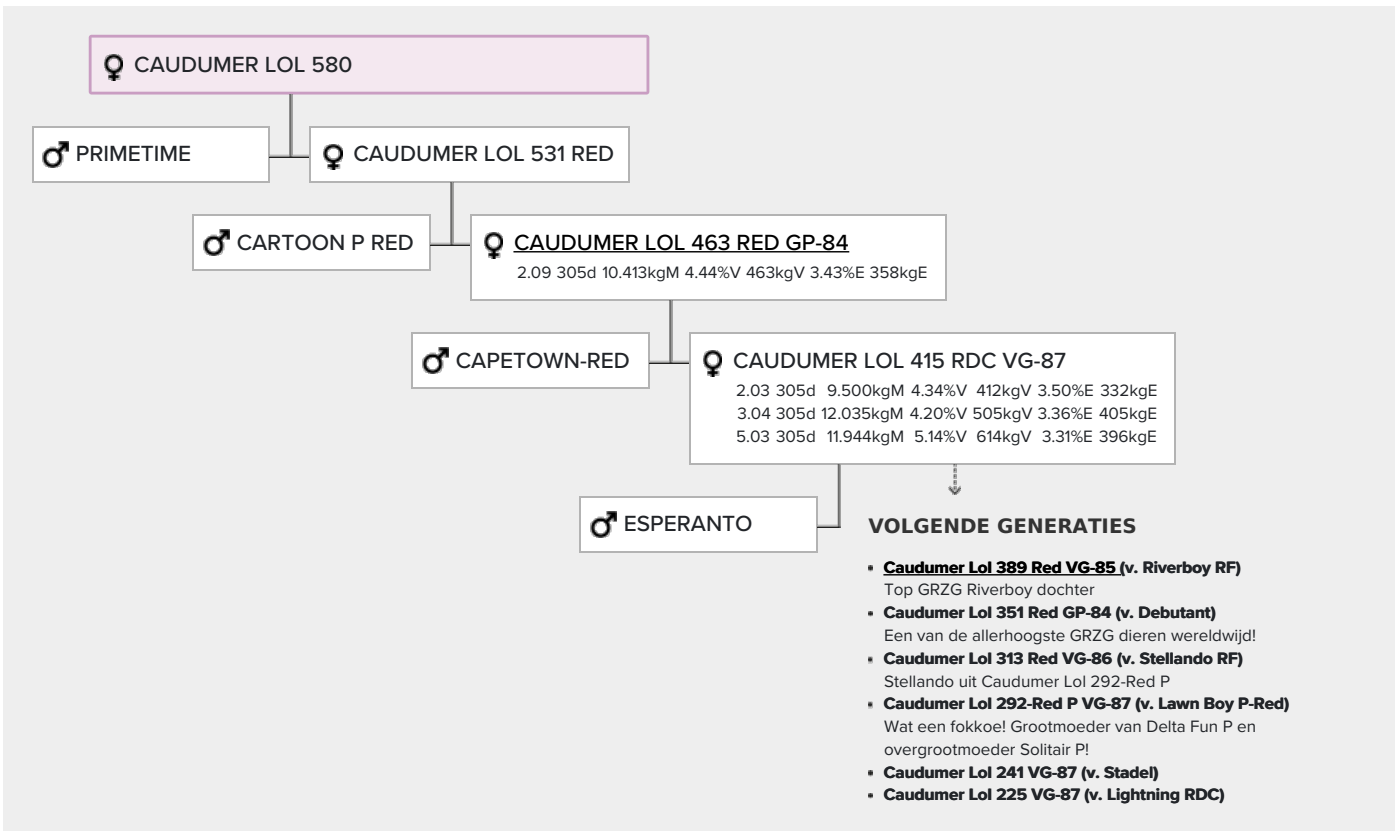 CAUDUMER LOL 580
PRIMETIME
CAUDUMER LOL 531 RED
CARTOON P RED
CAUDUMER LOL 463 RED GP-84
2.09 305d 10.413kgM 4.44%V 463kgV 3.43%E 358kgE
CAPETOWN-RED
CAUDUMER LOL 415 RDC VG-87
2.03 305d 9.500kgM 4.34%V 412kgV 3.50%E 332kgE
3.04 305d 12.035kgM 4.20%V 505kgV 3.36%E 405kgE
5.03 305d 11.944kgM 5.14%V 614kgV 3.31%E 396kgE
ESPERANTO
VOLGENDE GENERATIES
Caudumer Lol 389 Red VG-85 (v. Riverboy RF)
Top GRZG Riverboy dochter
Caudumer Lol 351 Red GP-84 (v. Debutant)
Een van de allerhoogste GRZG dieren wereldwijd!
Caudumer Lol 313 Red VG-86 (v. Stellando RF)
Stellando uit Caudumer Lol 292-Red P
Caudumer Lol 292-Red P VG-87 (v. Lawn Boy P-Red)
Wat een fokkoe! Grootmoeder van Delta Fun P en
overgrootmoeder Solitair P!
Caudumer Lol 241 VG-87 (v. Stadel)
Caudumer Lol 225 VG-87 (v. Lightning RDC)